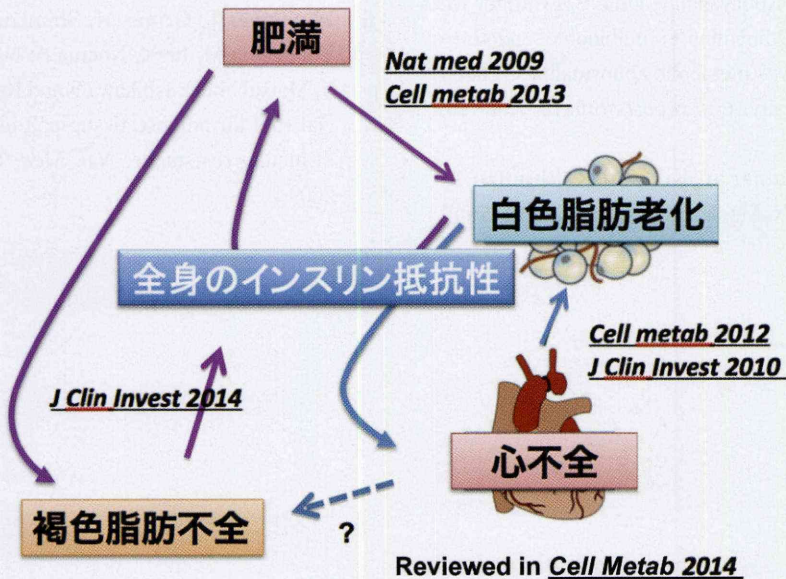 肥満
Nat med 2009
Cell metab 2013
白色脂肪老化
全身のインスリン抵抗性
Cell metab 2012
J Clin Invest 2010
J Clin Invest 2014
心不全
褐色脂肪不全
?
Reviewed in Cell Metab 2014